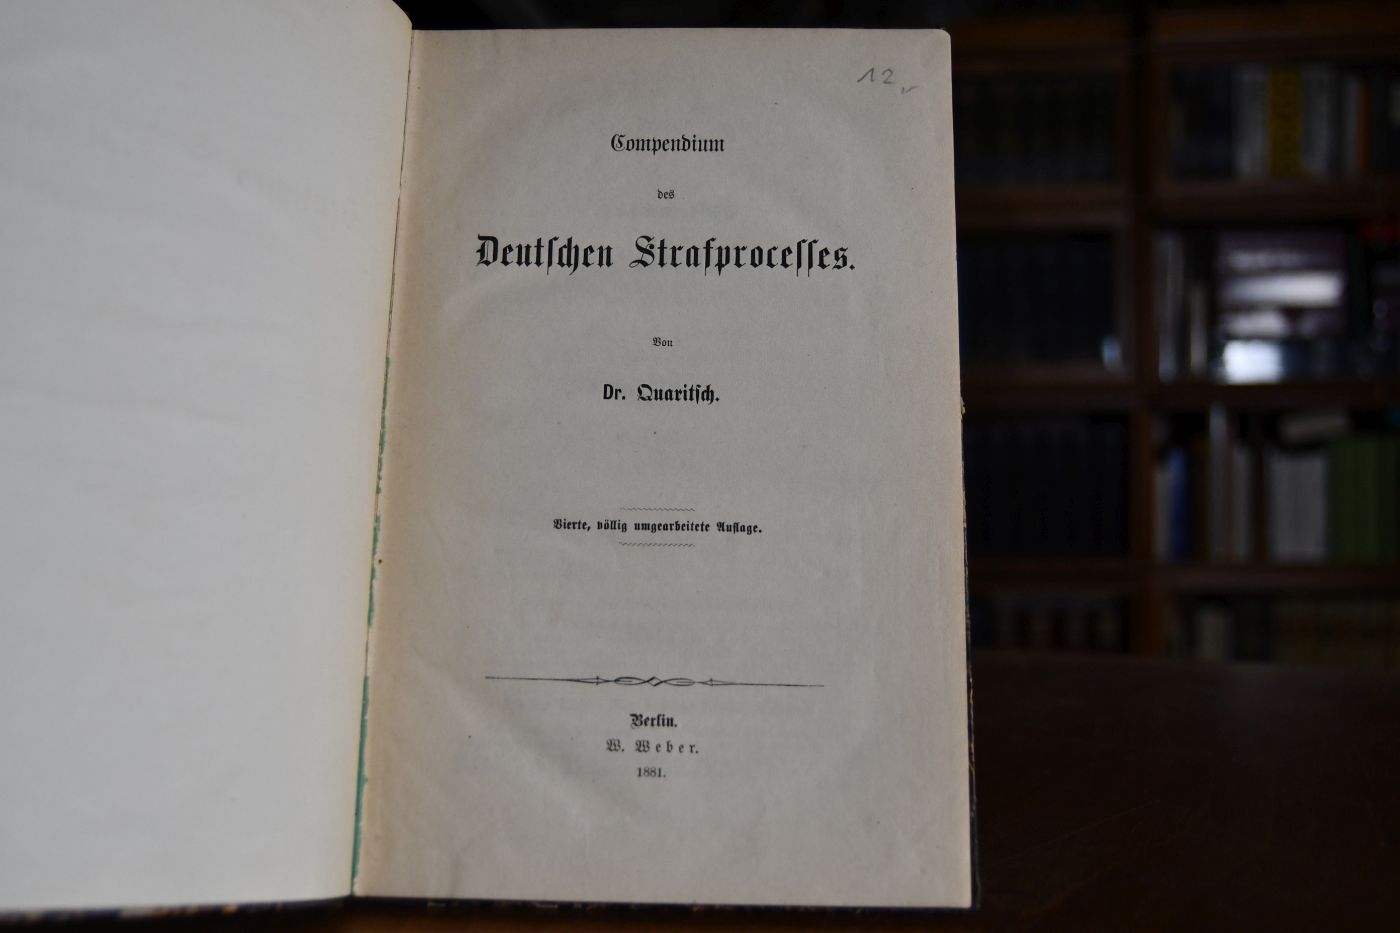 12,–
Compendium
des
Deutſchen Strafproceſſes.
Von
Dr. Quaritſch.
Vierte, völlig umgearbeitete Auflage.
Berlin.
W. Weber.
1881.